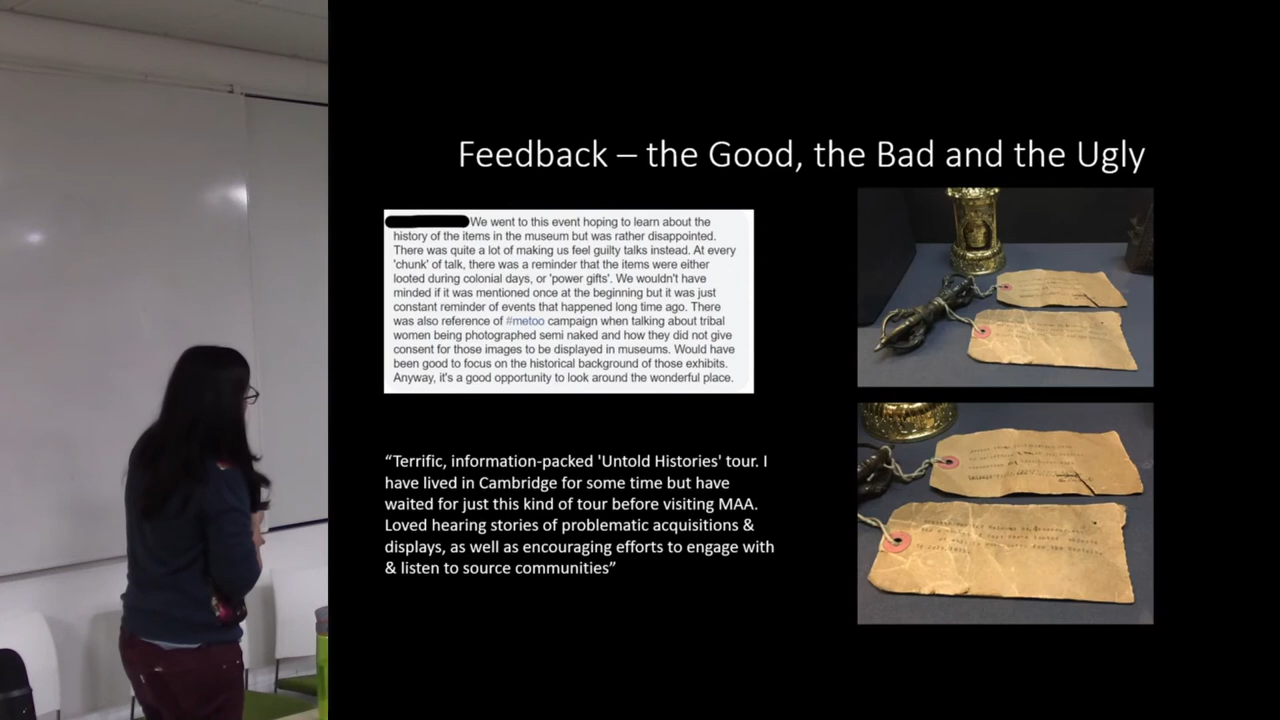 Feedback – the Good, the Bad and the Ugly
We went to this event hoping to learn about the
history of the items in the museum but was rather disappointed.
There was quite a lot of making us feel guilty talks instead. At every
'chunk' of talk, there was a reminder that the items were either
looted during colonial days, or 'power gifts'. We wouldn't have
minded if it was mentioned once at the beginning but it was just
constant reminder of events that happened long time ago. There
was also reference of #metoo campaign when talking about tribal
women being photographed semi naked and how they did not give
consent for those images to be displayed in museums. Would have
been good to focus on the historical background of those exhibits.
Anyway, it's a good opportunity to look around the wonderful place.
“Terrific, information-packed 'Untold Histories' tour. I
have lived in Cambridge for some time but have
waited for just this kind of tour before visiting MAA.
Loved hearing stories of problematic acquisitions &
displays, as well as encouraging efforts to engage with
& listen to source communities”